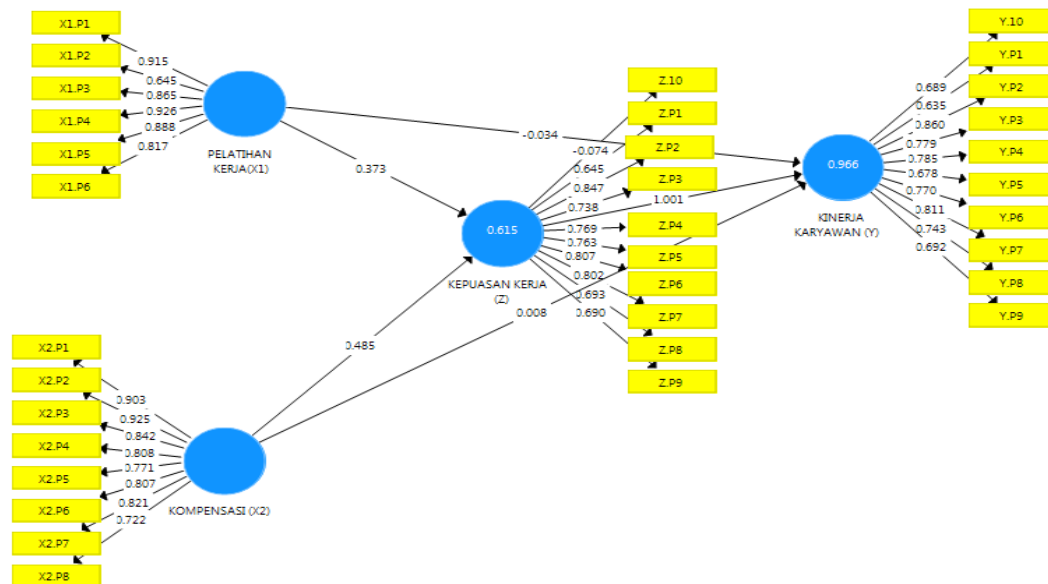 X1.P1
X1.P2
X1.P3
X1.P4
X1.P5
X1.P6
0.915
0.645
0.865
0.926
0.888
0.817
PELATIHAN
KERJA(X1)
-0.034
0.373
X2.P1
X2.P2
X2.P3
X2.P4
X2.P5
X2.P6
X2.P7
X2.P8
0.903
0.925
0.842
0.808
0.771
0.807
0.821
0.722
KOMPENSASI (X2)
0.485
0.008
0.615
KEPUASAN KERJA
(Z)
1.001
-0.074
0.645
0.847
0.738
0.769
0.763
0.807
0.802
0.693
0.690
Z.10
Z.P1
Z.P2
Z.P3
Z.P4
Z.P5
Z.P6
Z.P7
Z.P8
Z.P9
0.966
KINERJA
KARYAWAN (Y)
0.689
0.635
0.860
0.779
0.785
0.678
0.770
0.811
0.743
0.692
Y.10
Y.P1
Y.P2
Y.P3
Y.P4
Y.P5
Y.P6
Y.P7
Y.P8
Y.P9